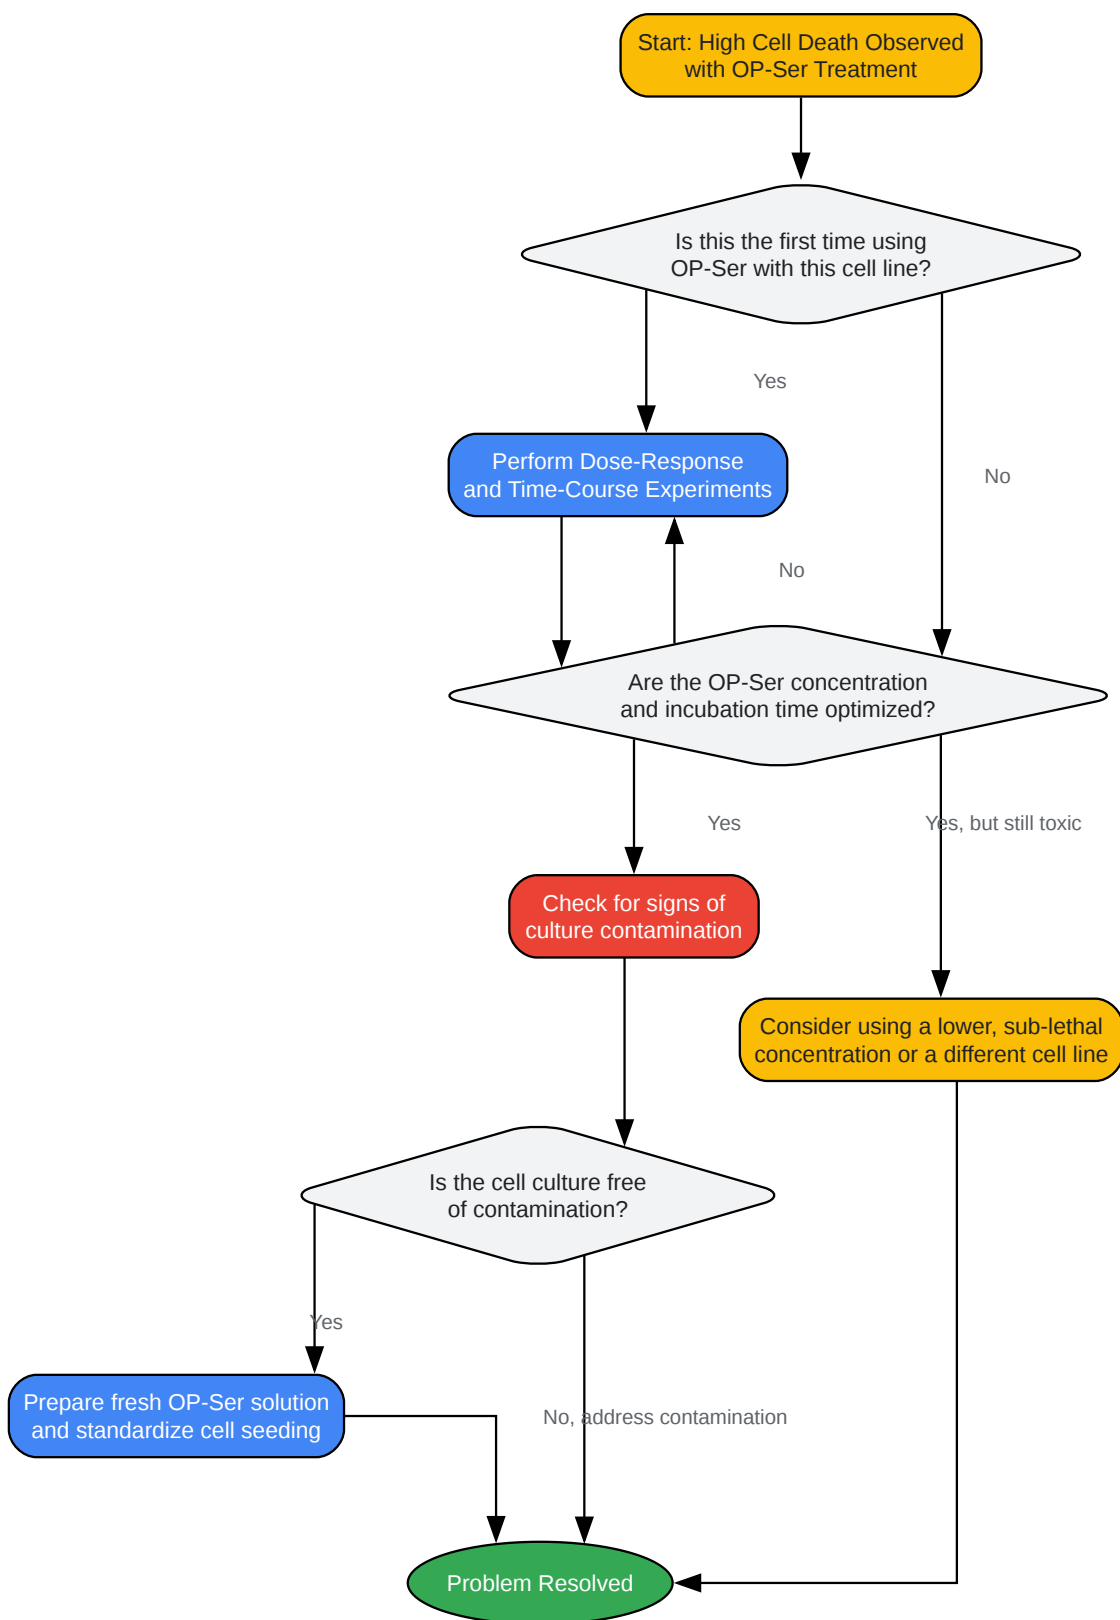 Start: High Cell Death Observed
with OP-Ser Treatment
Is this the first time using
OP-Ser with this cell line?
Yes
Perform Dose-Response
and Time-Course Experiments
No
No
Are the OP-Ser concentration
and incubation time optimized?
Yes
Yes, but still toxic
Check for signs of
culture contamination
Consider using a lower, sub-lethal
concentration or a different cell line
Is the cell culture free
of contamination?
Yes
Prepare fresh OP-Ser solution
and standardize cell seeding
No, address contamination
Problem Resolved